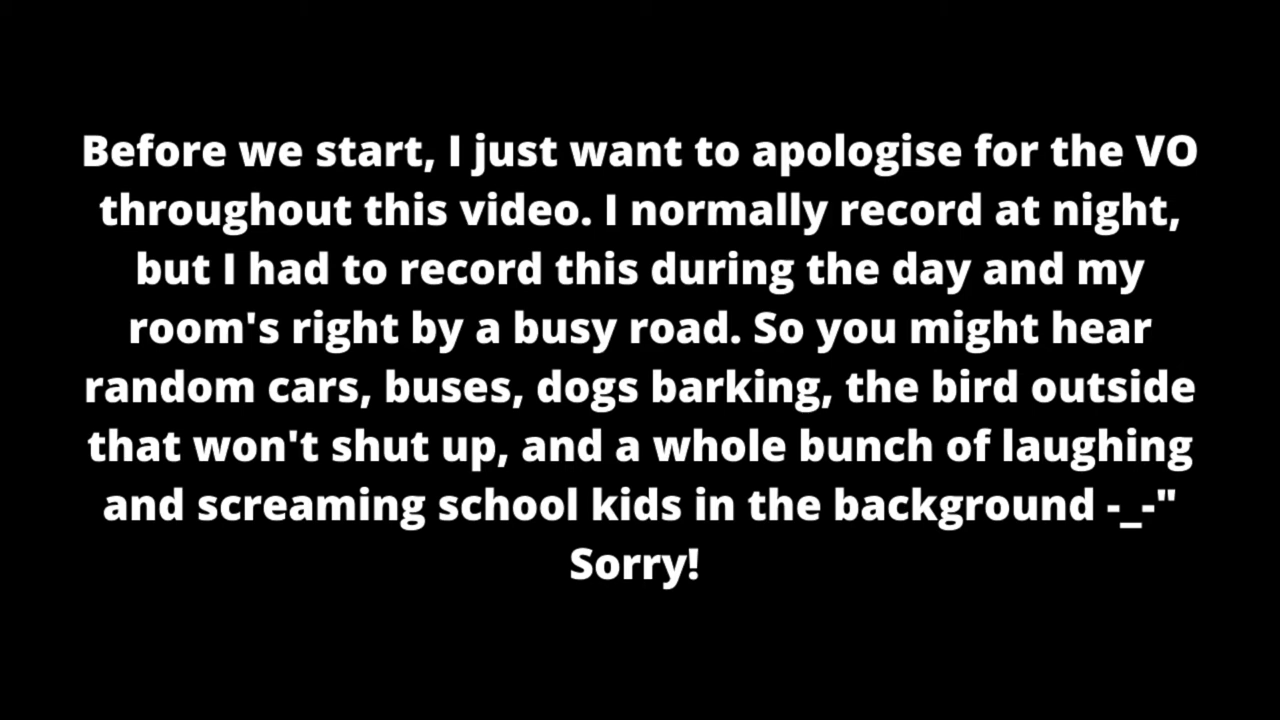 Before we start, I just want to apologise for the VO
throughout this video. I normally record at night,
but I had to record this during the day and my
room's right by a busy road. So you might hear
random cars, buses, dogs barking, the bird outside
that won't shut up, and a whole bunch of laughing
and screaming school kids in the background -_-"
Sorry!